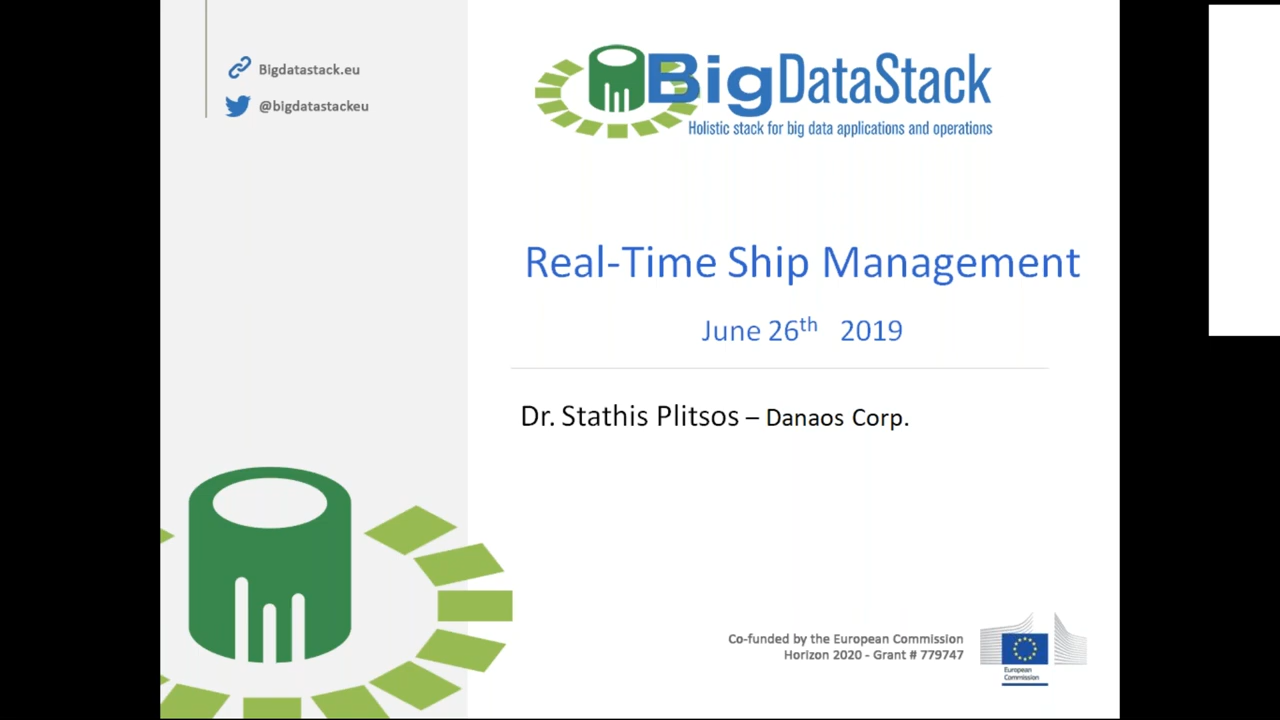 Bigdatastack.eu
@bigdatastackeu
BigDataStack
Holistic stack for big data applications and operations
Real-Time Ship Management
June 26th 2019
Dr. Stathis Plitsos – Danaos Corp.
Co-funded by the European Commission
Horizon 2020 - Grant # 779747
European
Commission